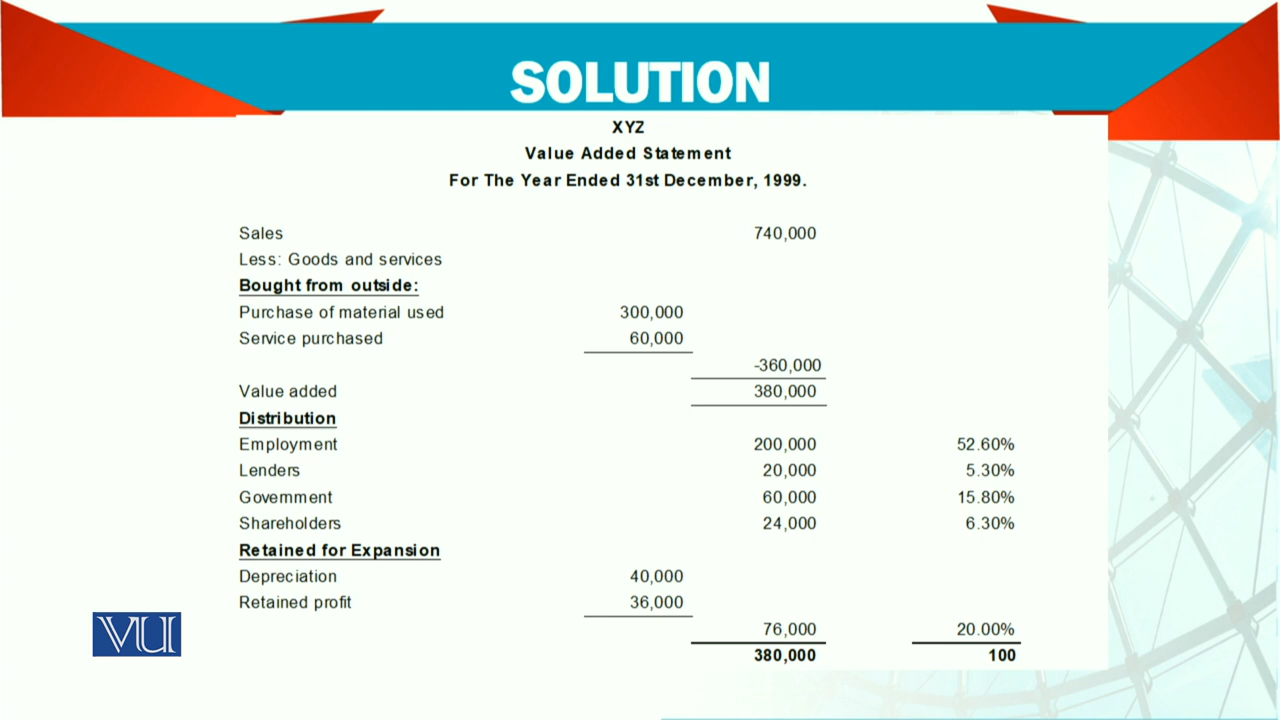 SOLUTION
XYZ
Value Added Statement
For The Year Ended 31st December, 1999.
Sales 740,000
Less: Goods and services
Bought from outside:
Purchase of material used 300,000
Service purchased 60,000
-360,000
Value added 380,000
Distribution
Employment 200,000 52.60%
Lenders 20,000 5.30%
Government 60,000 15.80%
Shareholders 24,000 6.30%
Retained for Expansion
Depreciation 40,000
Retained profit 36,000
76,000 20.00%
380,000 100
VU